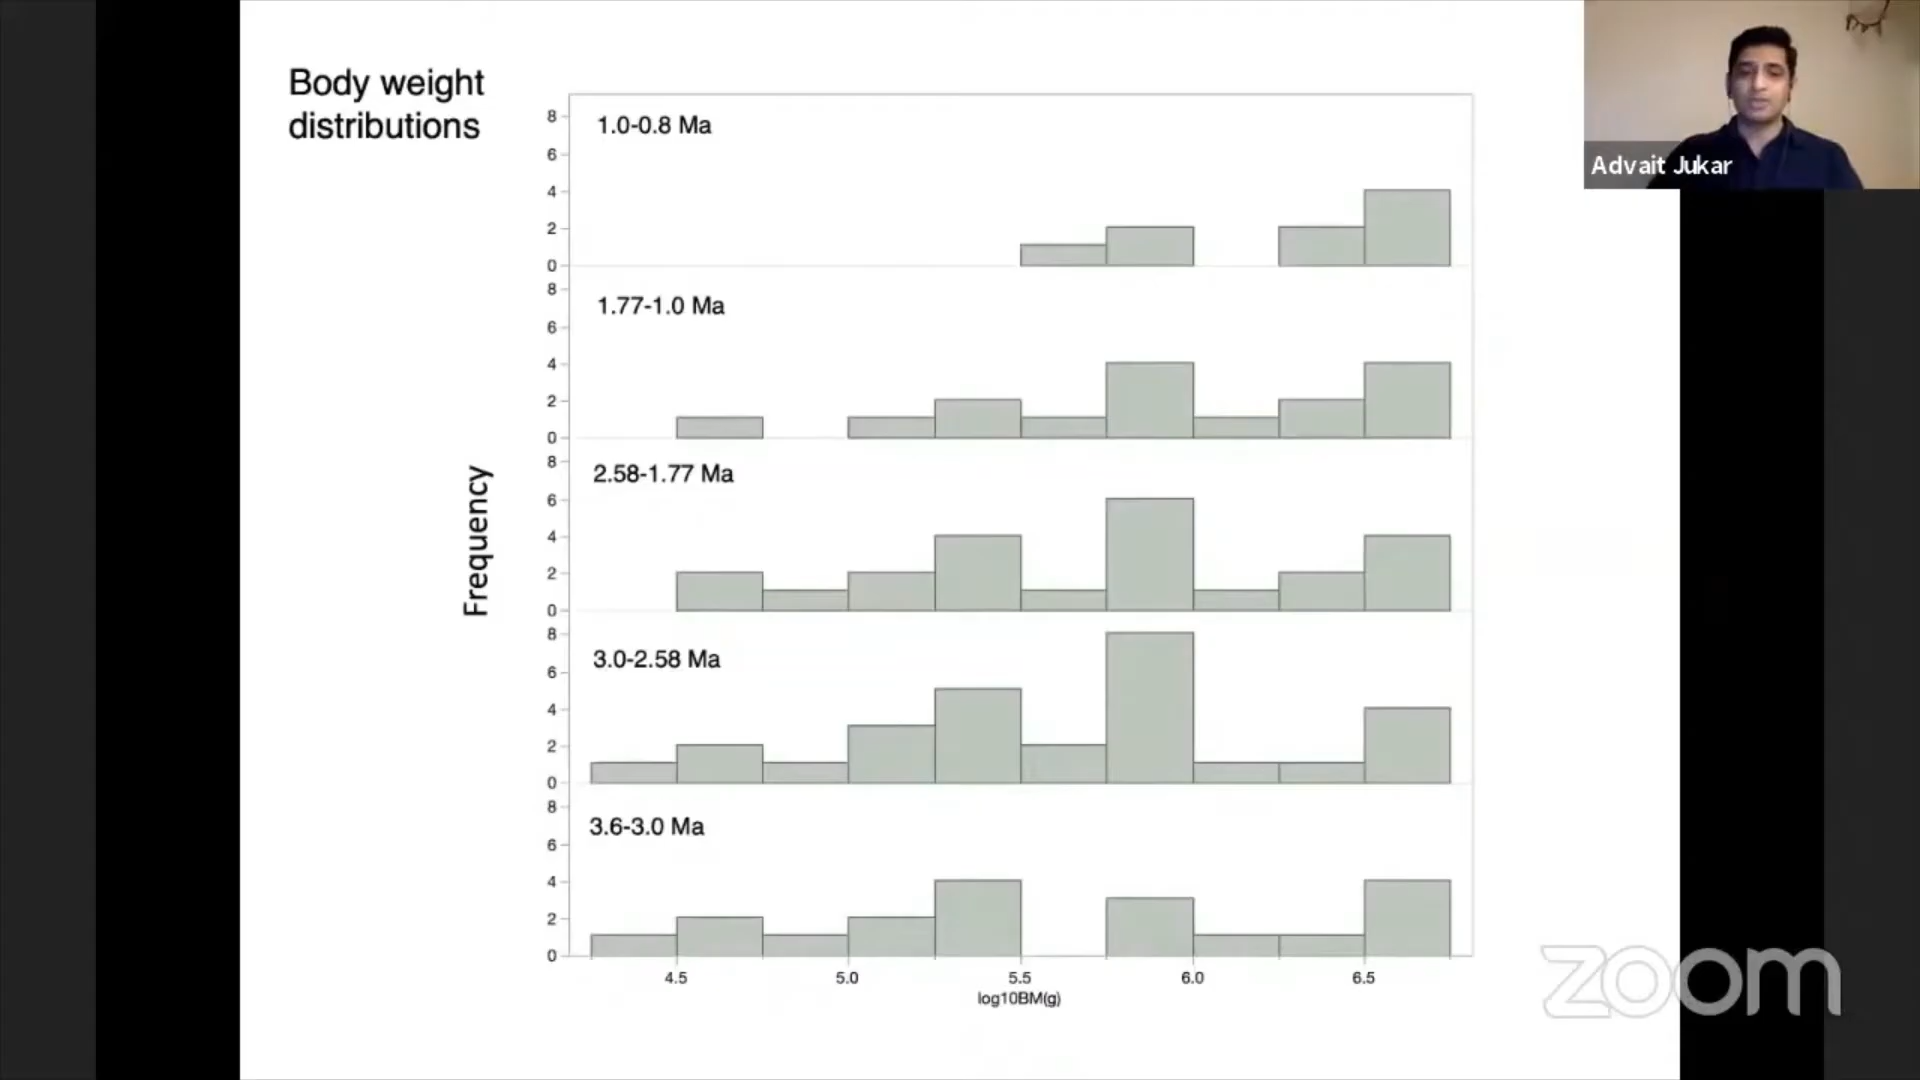 Body weight
distributions
Advait Jukar
Frequency
8
6
4
2
0
1.0-0.8 Ma
8
6
4
2
0
1.77-1.0 Ma
8
6
4
2
0
2.58-1.77 Ma
8
6
4
2
0
3.0-2.58 Ma
8
6
4
2
0
3.6-3.0 Ma
4.5 5.0 5.5 6.0 6.5
log10BM(g)
zoom